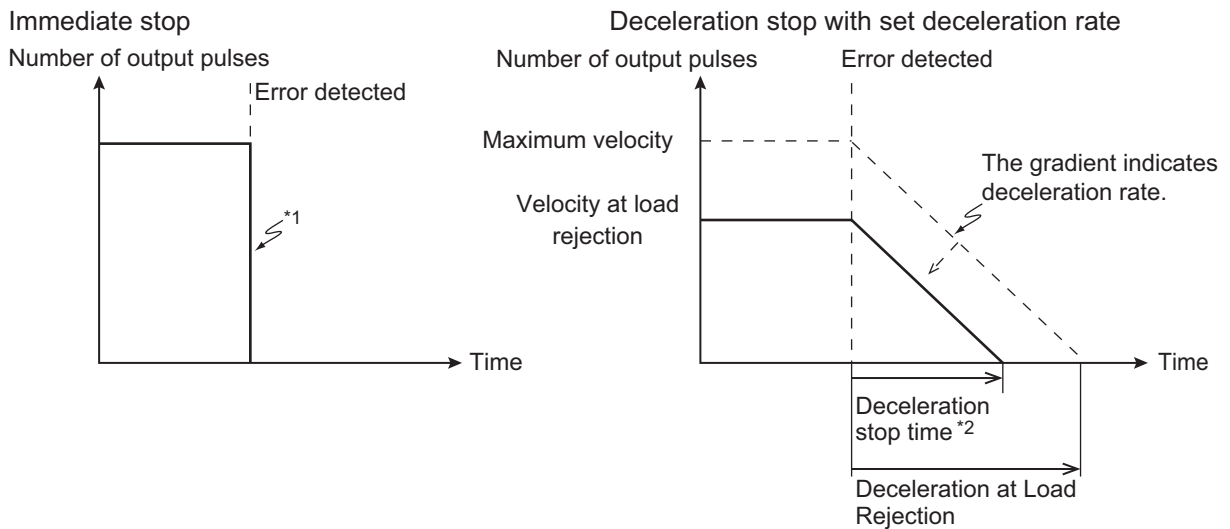 Immediate stop
Number of output pulses
Error detected
*1
Time
Deceleration stop with set deceleration rate
Number of output pulses
Error detected
Maximum velocity
The gradient indicates
deceleration rate.
Velocity at load
rejection
Time
Deceleration
stop time *2
Deceleration at Load
Rejection